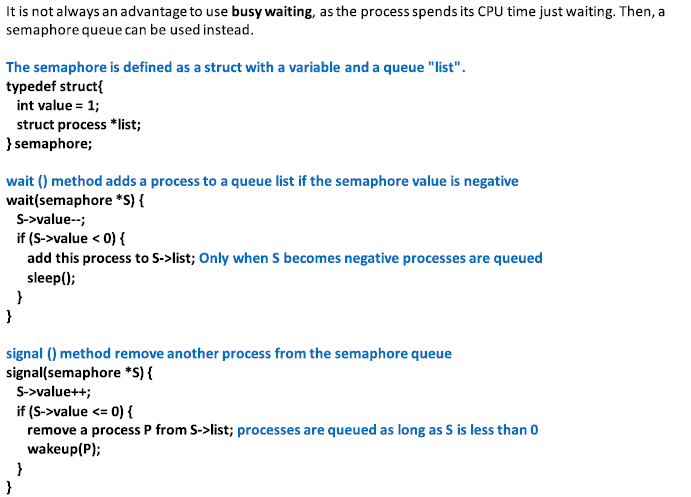 It is not always an advantage to use busy waiting, as the process spends its CPU time just waiting. Then, a
semaphore queue can be used instead.
The semaphore is defined as a struct with a variable and a queue "list".
typedef struct{
int value = 1;
struct process *list;
} semaphore;
wait () method adds a process to a queue list if the semaphore value is negative
wait(semaphore *S) {
S->value--;
if (S->value < 0) {
add this process to S->list; Only when S becomes negative processes are queued
sleep();
}
}
signal () method remove another process from the semaphore queue
signal(semaphore *S) {
S->value++;
if (S->value <= 0) {
remove a process P from S->list; processes are queued as long as S is less than 0
wakeup(P);
}
}